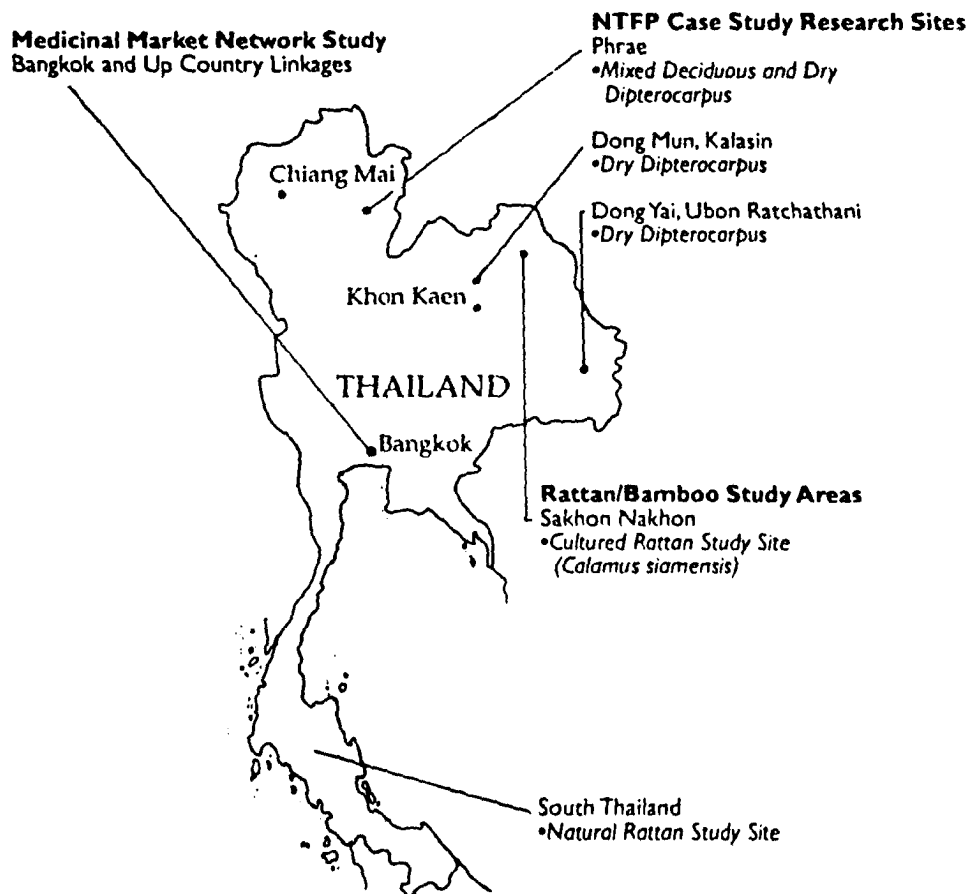 Medicinal Market Network Study
Bangkok and Up Country Linkages
NTFP Case Study Research Sites
Phrae
•Mixed Deciduous and Dry
Dipterocarpus
Dong Mun, Kalasin
•Dry Dipterocarpus
Dong Yai, Ubon Ratchathani
•Dry Dipterocarpus
Chiang Mai
Khon Kaen
THAILAND
Bangkok
Rattan/Bamboo Study Areas
Sakhon Nakhon
•Cultured Rattan Study Site
(Calamus siamensis)
South Thailand
•Natural Rattan Study Site